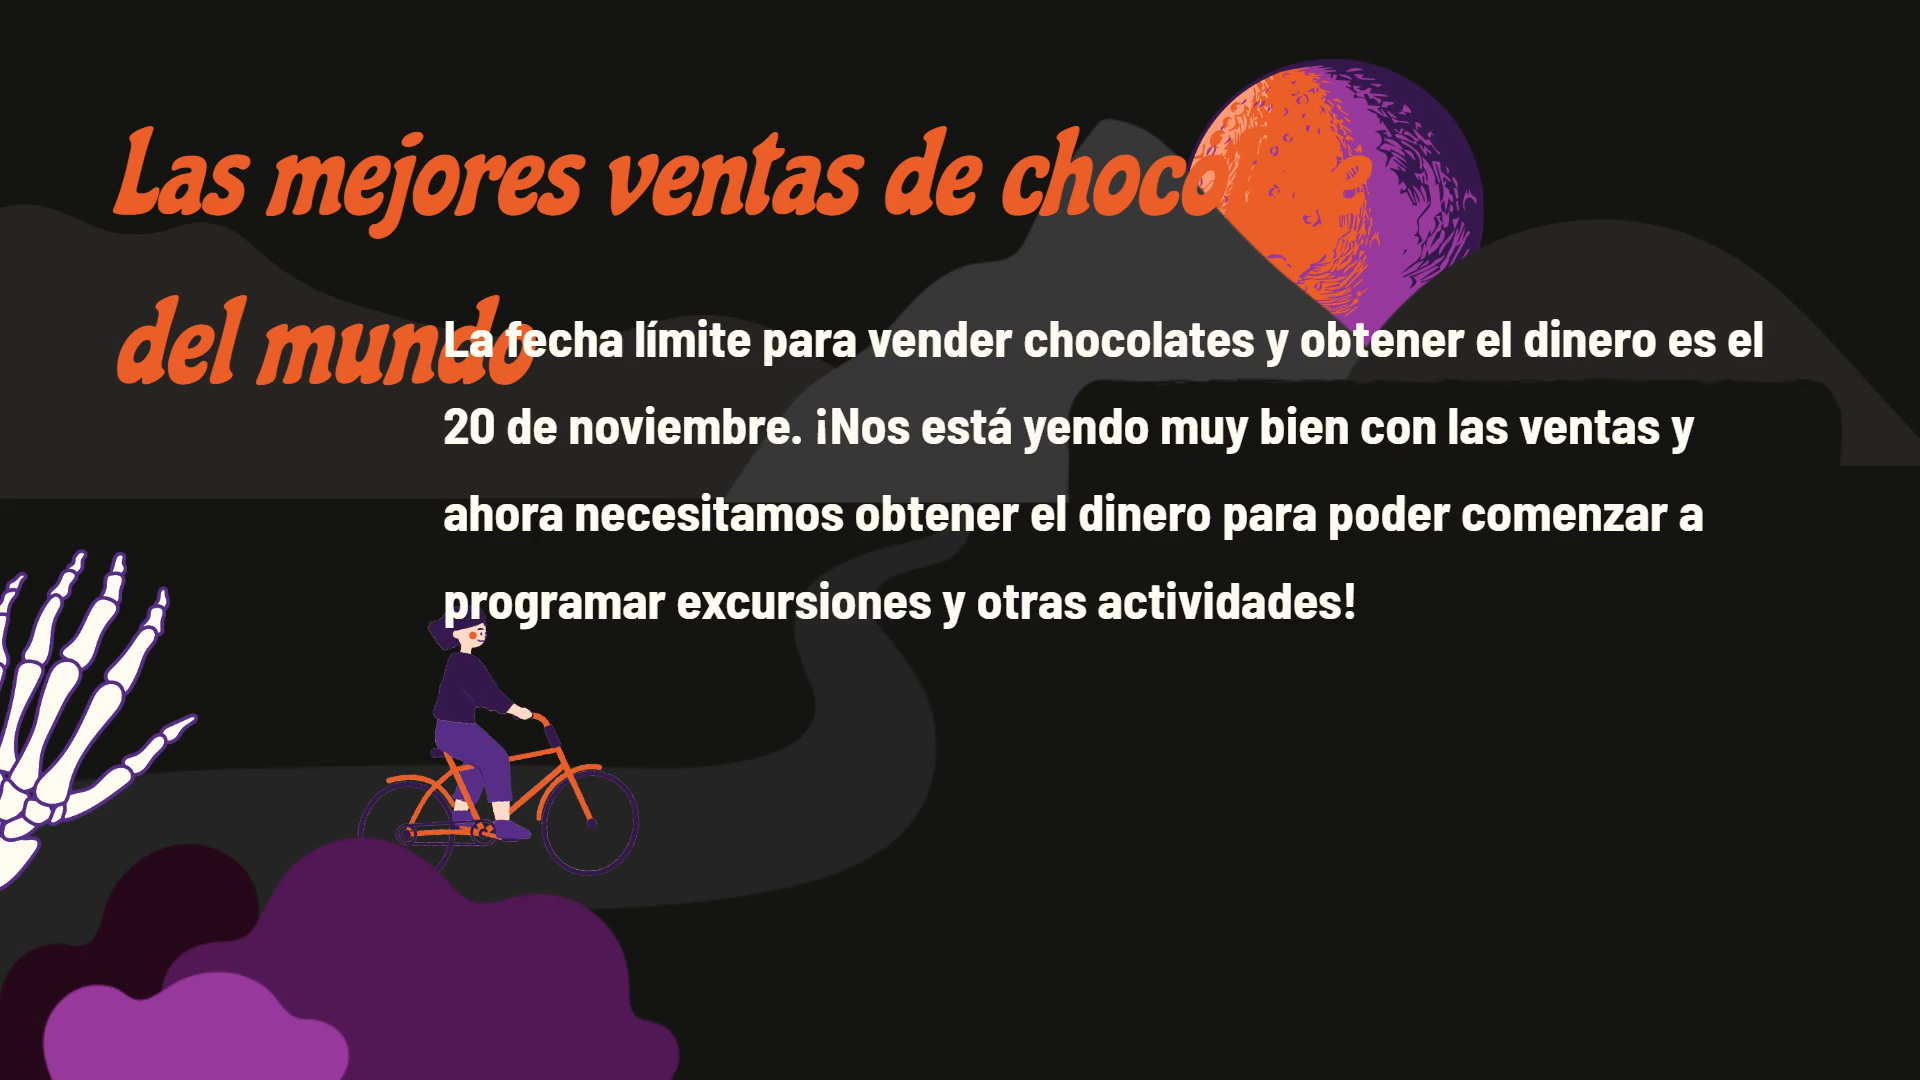 Las mejores ventas de chocolate
del mundo
La fecha límite para vender chocolates y obtener el dinero es el
20 de noviembre. ¡Nos está yendo muy bien con las ventas y
ahora necesitamos obtener el dinero para poder comenzar a
programar excursiones y otras actividades!